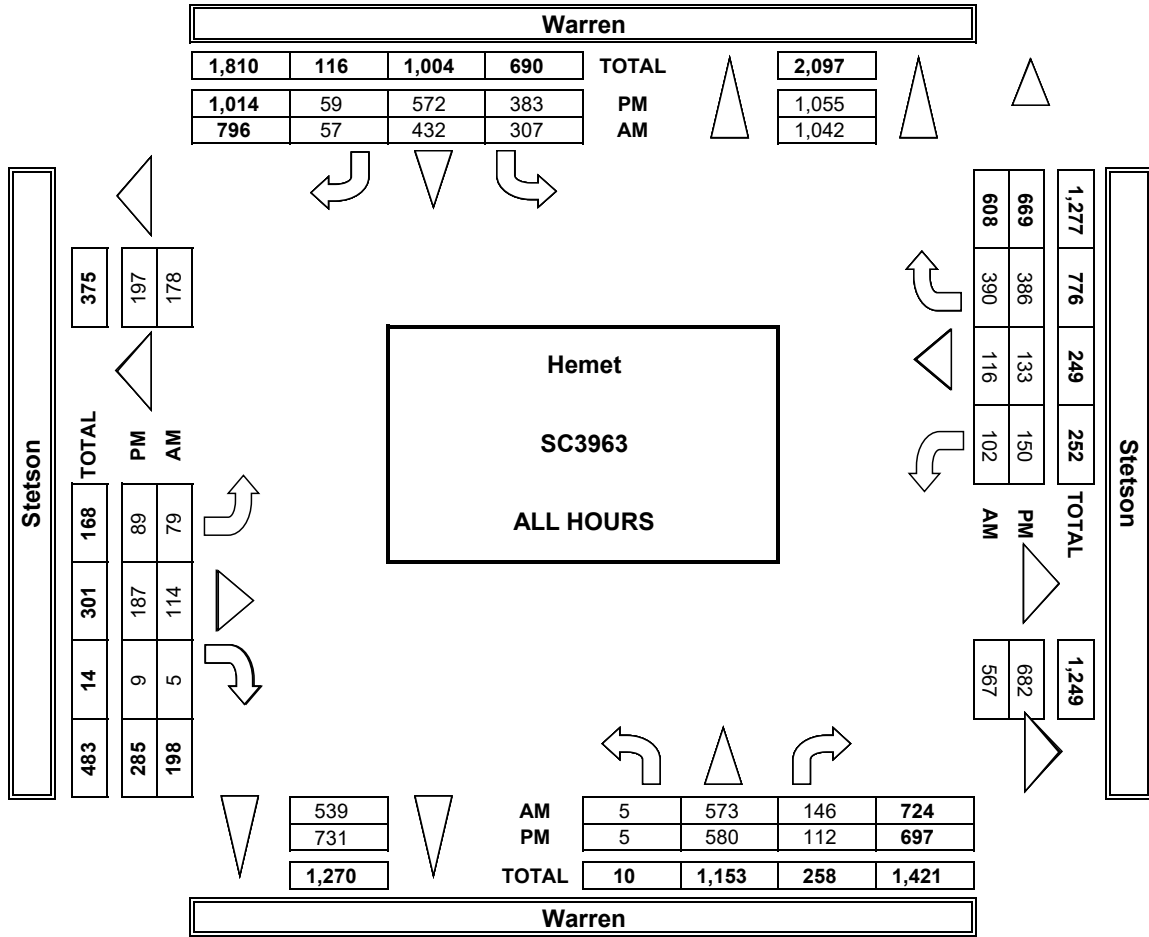 Warren
1,810 116 1,004 690 TOTAL 2,097
1,014 59 572 383 PM 1,055
796 57 432 307 AM 1,042
Stetson
375 197 178
TOTAL PM AM
168 89 79
301 187 114
14 9 5
483 285 198
Hemet
SC3963
ALL HOURS
608 669 1,277
390 386 776
116 133 249
102 150 252
AM PM TOTAL
567 682 1,249
Stetson
539 AM 5 573 146 724
731 PM 5 580 112 697
1,270 TOTAL 10 1,153 258 1,421
Warren